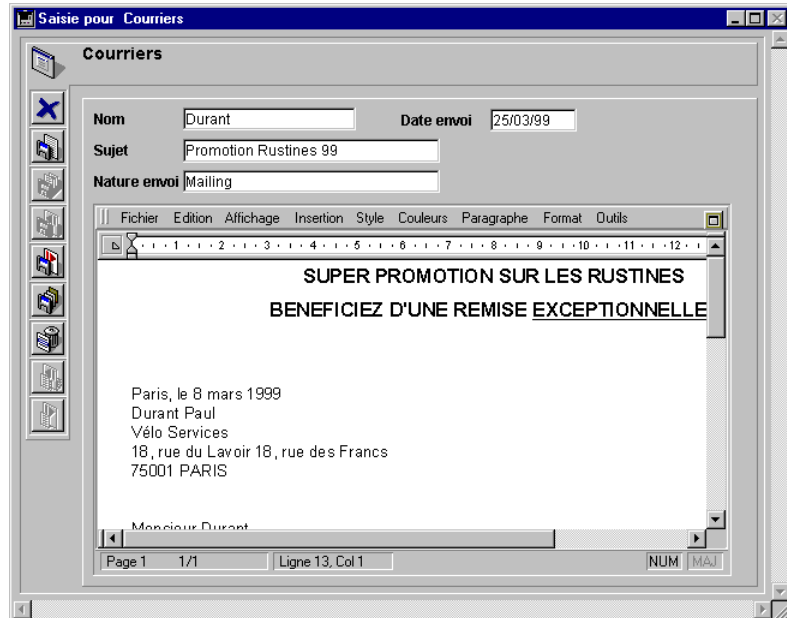 Saisie pour Courriers
Courriers
Nom Durant Date envoi 25/03/99
Sujet Promotion Rustines 99
Nature envoi Mailing
Fichier Edition Affichage Insertion Style Couleurs Paragraphe Format Outils
1 2 3 4 5 6 7 8 9 10 11 12
SUPER PROMOTION SUR LES RUSTINES
BENEFICIEZ D'UNE REMISE EXCEPTIONNELLE
Paris, le 8 mars 1999
Durant Paul
Vélo Services
18, rue du Lavoir 18, rue des Francs
75001 PARIS
Monsieur Durant
Page 1 1/1 Ligne 13, Col 1 NUM MAJ